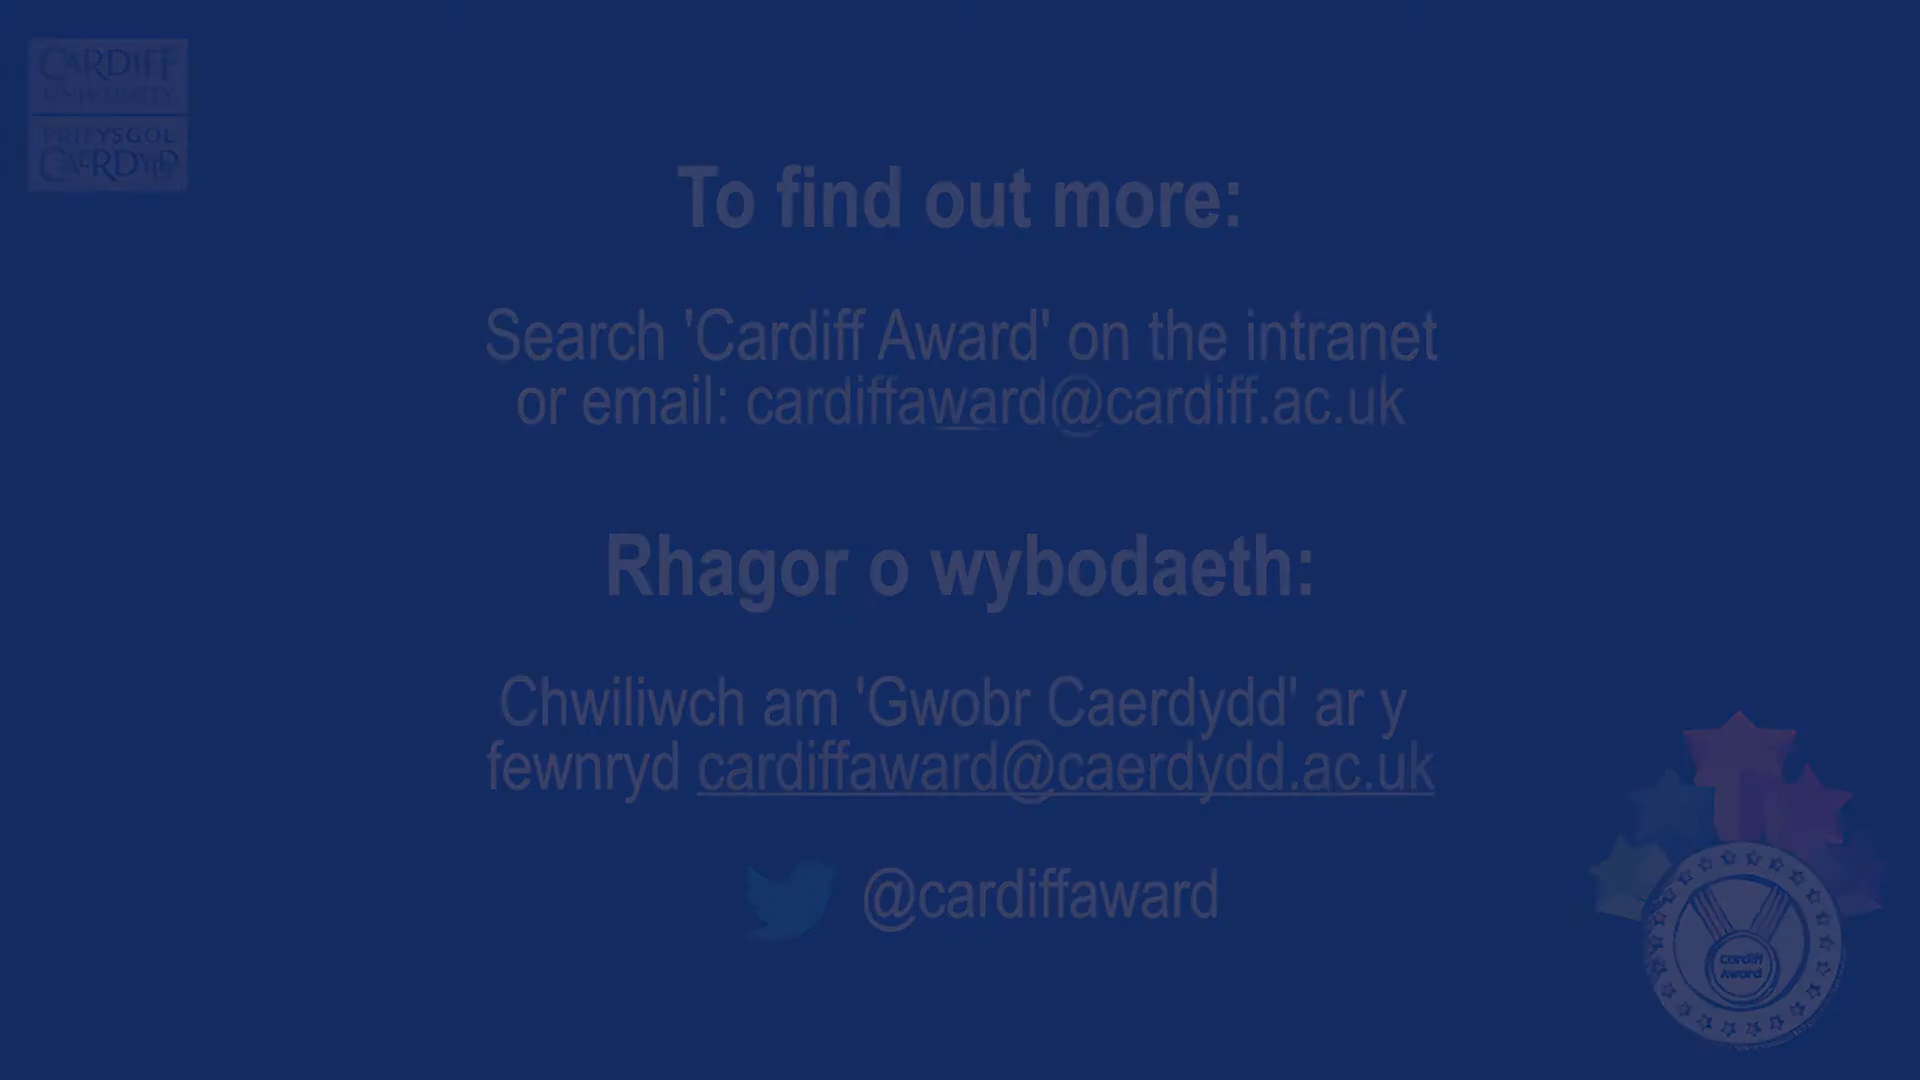 CARDIFF
UNIVERSITY
PRIFYSGOL
CAERDYDD
To find out more:
Search 'Cardiff Award' on the intranet
or email: cardiffaward@cardiff.ac.uk
Rhagor o wybodaeth:
Chwiliwch am 'Gwobr Caerdydd' ar y
fewnryd cardiffaward@caerdydd.ac.uk
@cardiffaward
Cardiff
Award